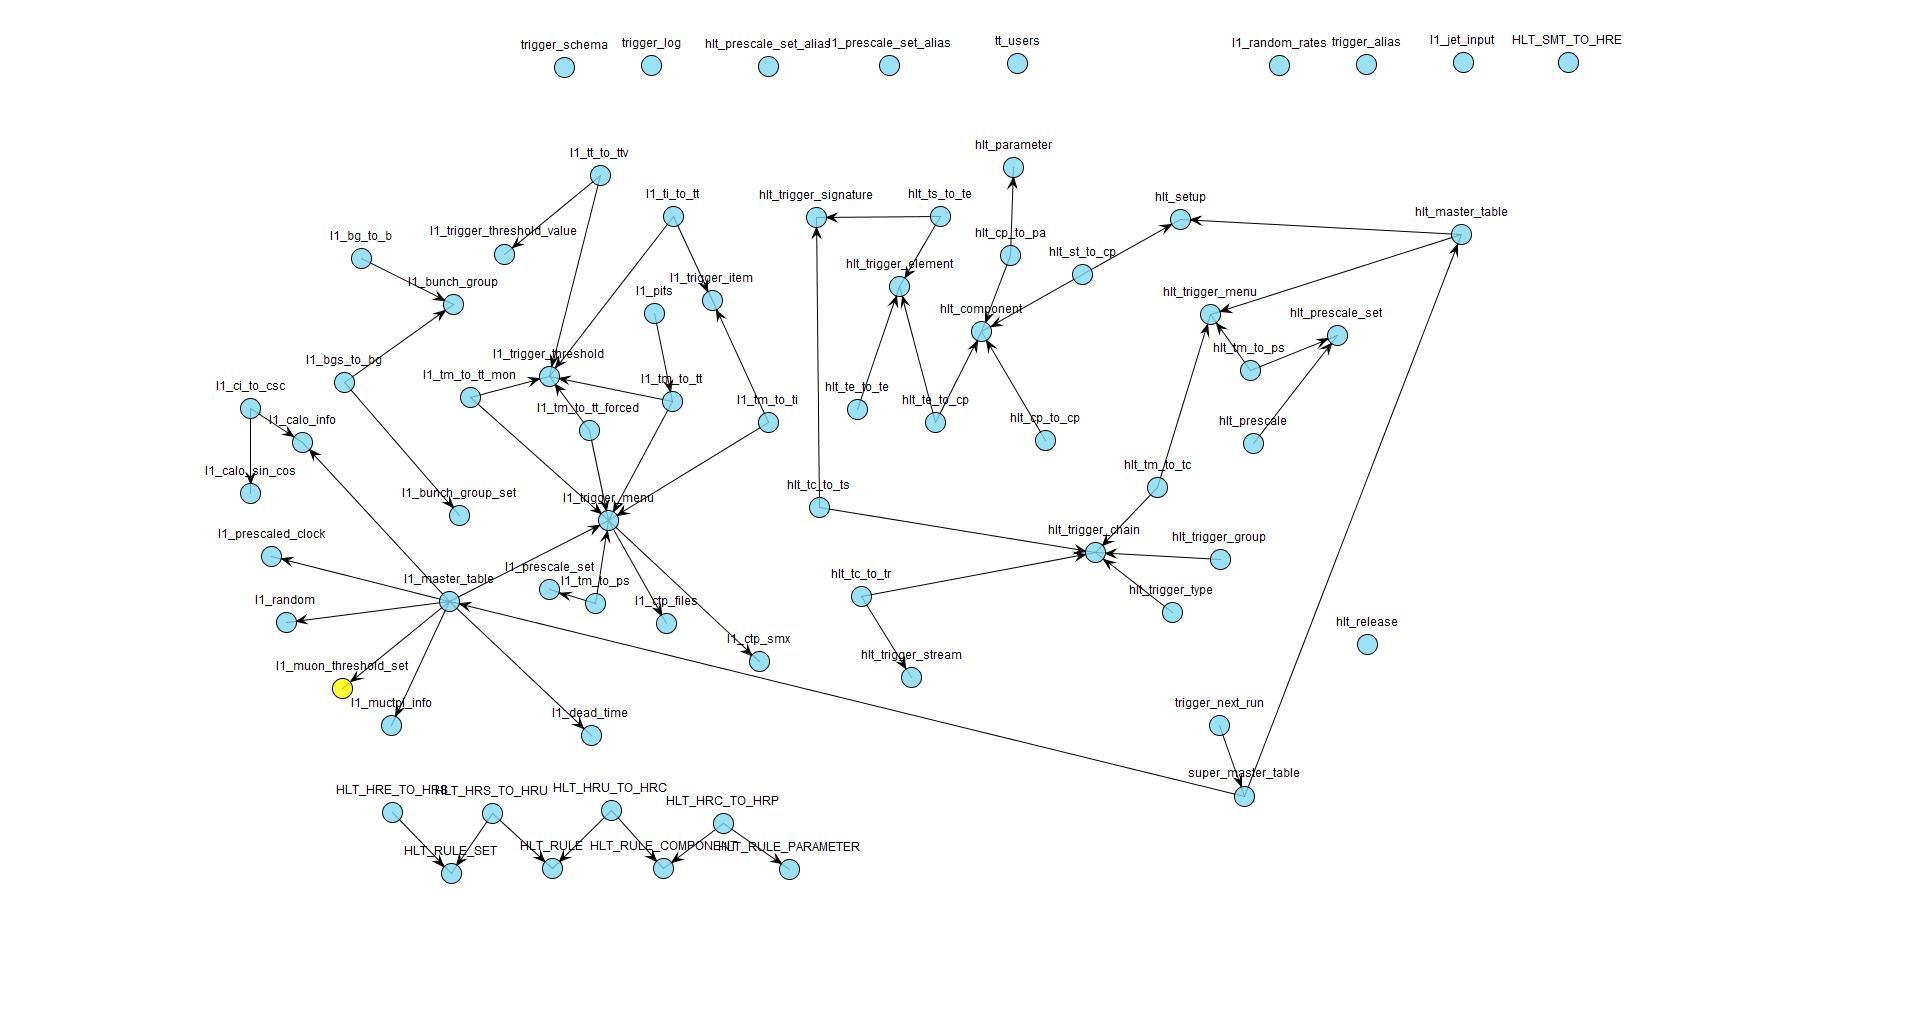 trigger_schema
trigger_log
hlt_prescale_set_alias
l1_prescale_set_alias
tt_users
l1_random_rates
trigger_alias
l1_jet_input
HLT_SMT_TO_HRE
l1_tt_to_ttv
hlt_parameter
l1_ti_to_tt
hlt_trigger_signature
hlt_ts_to_te
hlt_setup
hlt_master_table
l1_bg_to_b
l1_trigger_threshold_value
hlt_cp_to_pa
hlt_st_to_cp
hlt_trigger_element
l1_bunch_group
l1_trigger_item
l1_pits
hlt_trigger_menu
hlt_component
hlt_prescale_set
l1_bgs_to_bg
l1_trigger_threshold
hlt_tm_to_ps
l1_ci_to_csc
l1_tm_to_tt_mon
l1_tm_to_tt
hlt_te_to_te
l1_tm_to_tt_forced
l1_tm_to_ti
hlt_te_to_cp
l1_calo_info
hlt_cp_to_cp
hlt_prescale
l1_calo_sin_cos
hlt_tm_to_tc
l1_bunch_group_set
l1_trigger_menu
hlt_tc_to_ts
l1_prescaled_clock
hlt_trigger_chain
hlt_trigger_group
l1_master_table
l1_prescale_set
l1_tm_to_ps
hlt_tc_to_tr
l1_random
l1_ctp_files
hlt_trigger_type
hlt_release
l1_ctp_smx
l1_muon_threshold_set
hlt_trigger_stream
l1_muctpi_info
l1_dead_time
trigger_next_run
super_master_table
HLT_HRE_TO_HRS
HLT_HRS_TO_HRU
HLT_HRU_TO_HRC
HLT_HRC_TO_HRP
HLT_RULE_SET
HLT_RULE
HLT_RULE_COMPONENT
HLT_RULE_PARAMETER